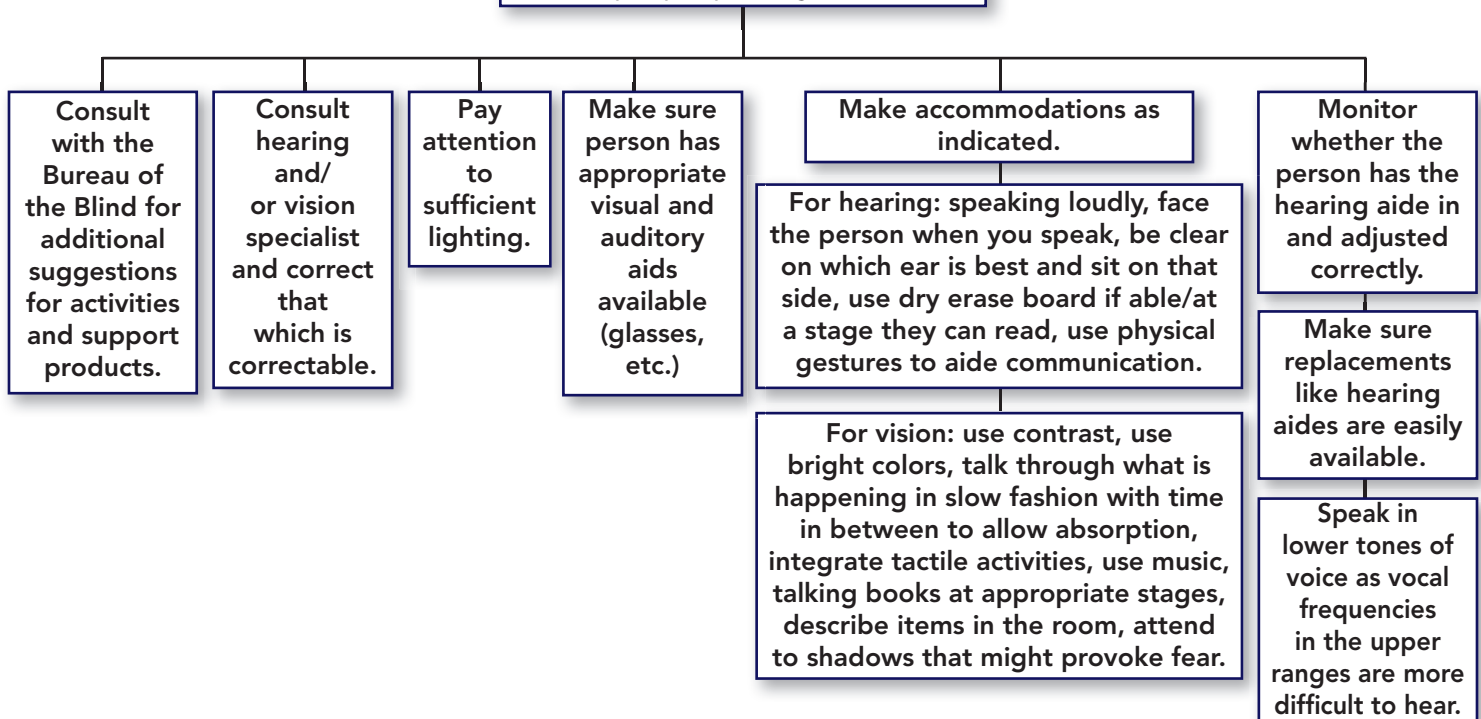 Consult
with the
Bureau of
the Blind for
additional
suggestions
for activities
and support
products.
Consult
hearing
and/
or vision
specialist
and correct
that
which is
correctable.
Pay
attention
to
sufficient
lighting.
Make sure
person has
appropriate
visual and
auditory
aids
available
(glasses,
etc.)
Make accommodations as
indicated.
For hearing: speaking loudly, face
the person when you speak, be clear
on which ear is best and sit on that
side, use dry erase board if able/at
a stage they can read, use physical
gestures to aide communication.
For vision: use contrast, use
bright colors, talk through what is
happening in slow fashion with time
in between to allow absorption,
integrate tactile activities, use music,
talking books at appropriate stages,
describe items in the room, attend
to shadows that might provoke fear.
Monitor
whether the
person has the
hearing aide in
and adjusted
correctly.
Make sure
replacements
like hearing
aides are easily
available.
Speak in
lower tones of
voice as vocal
frequencies
in the upper
ranges are more
difficult to hear.